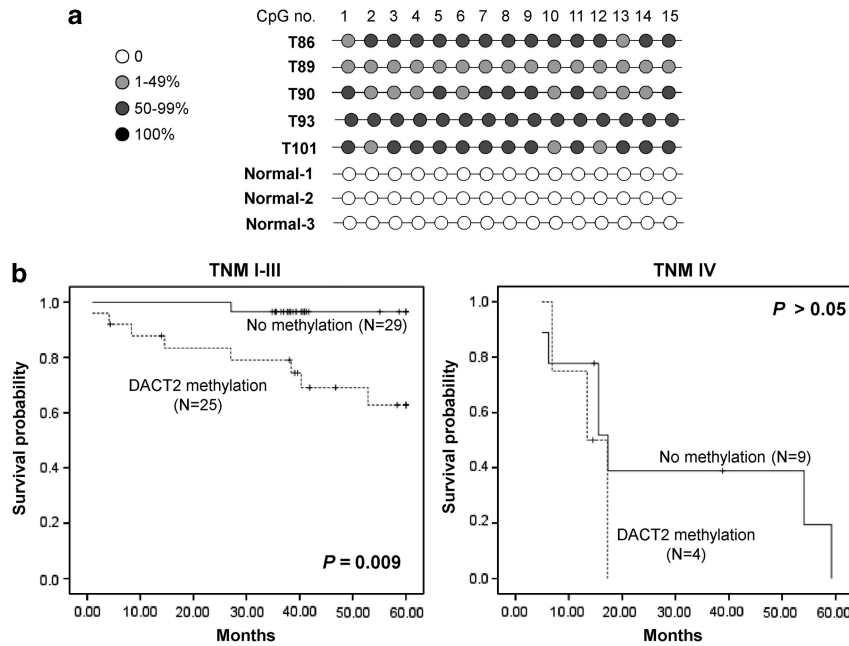 a
CpG no. 1 2 3 4 5 6 7 8 9 10 11 12 13 14 15
0
1-49%
50-99%
100%
T86
T89
T90
T93
T101
Normal-1
Normal-2
Normal-3
b
TNM I-III
Survival probability
1.0
0.8
0.6
0.4
0.2
0.0
No methylation (N=29)
DACT2 methylation
(N=25)
P = 0.009
0.00 10.00 20.00 30.00 40.00 50.00 60.00
Months
TNM IV
Survival probability
1.0
0.8
0.6
0.4
0.2
0.0
P > 0.05
No methylation (N=9)
DACT2 methylation
(N=4)
0.00 10.00 20.00 30.00 40.00 50.00 60.00
Months